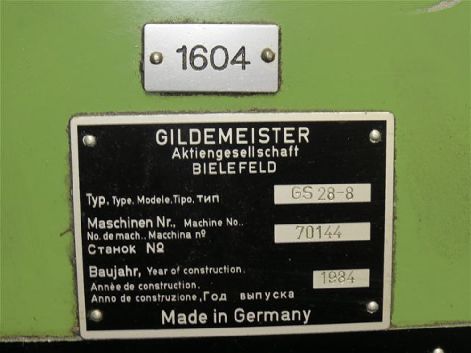 1604
GILDEMEISTER
Aktiengesellschaft
BIELEFELD
Typ, Type, Modele, Tipo, тип GS 28-8
Maschinen Nr., Machine No..
No. de mach.. Macchina nº 70144
Станок №
Baujahr, Year of construction. 1984
Année de construction.
Anno de construzione, Год выпуска
Made in Germany